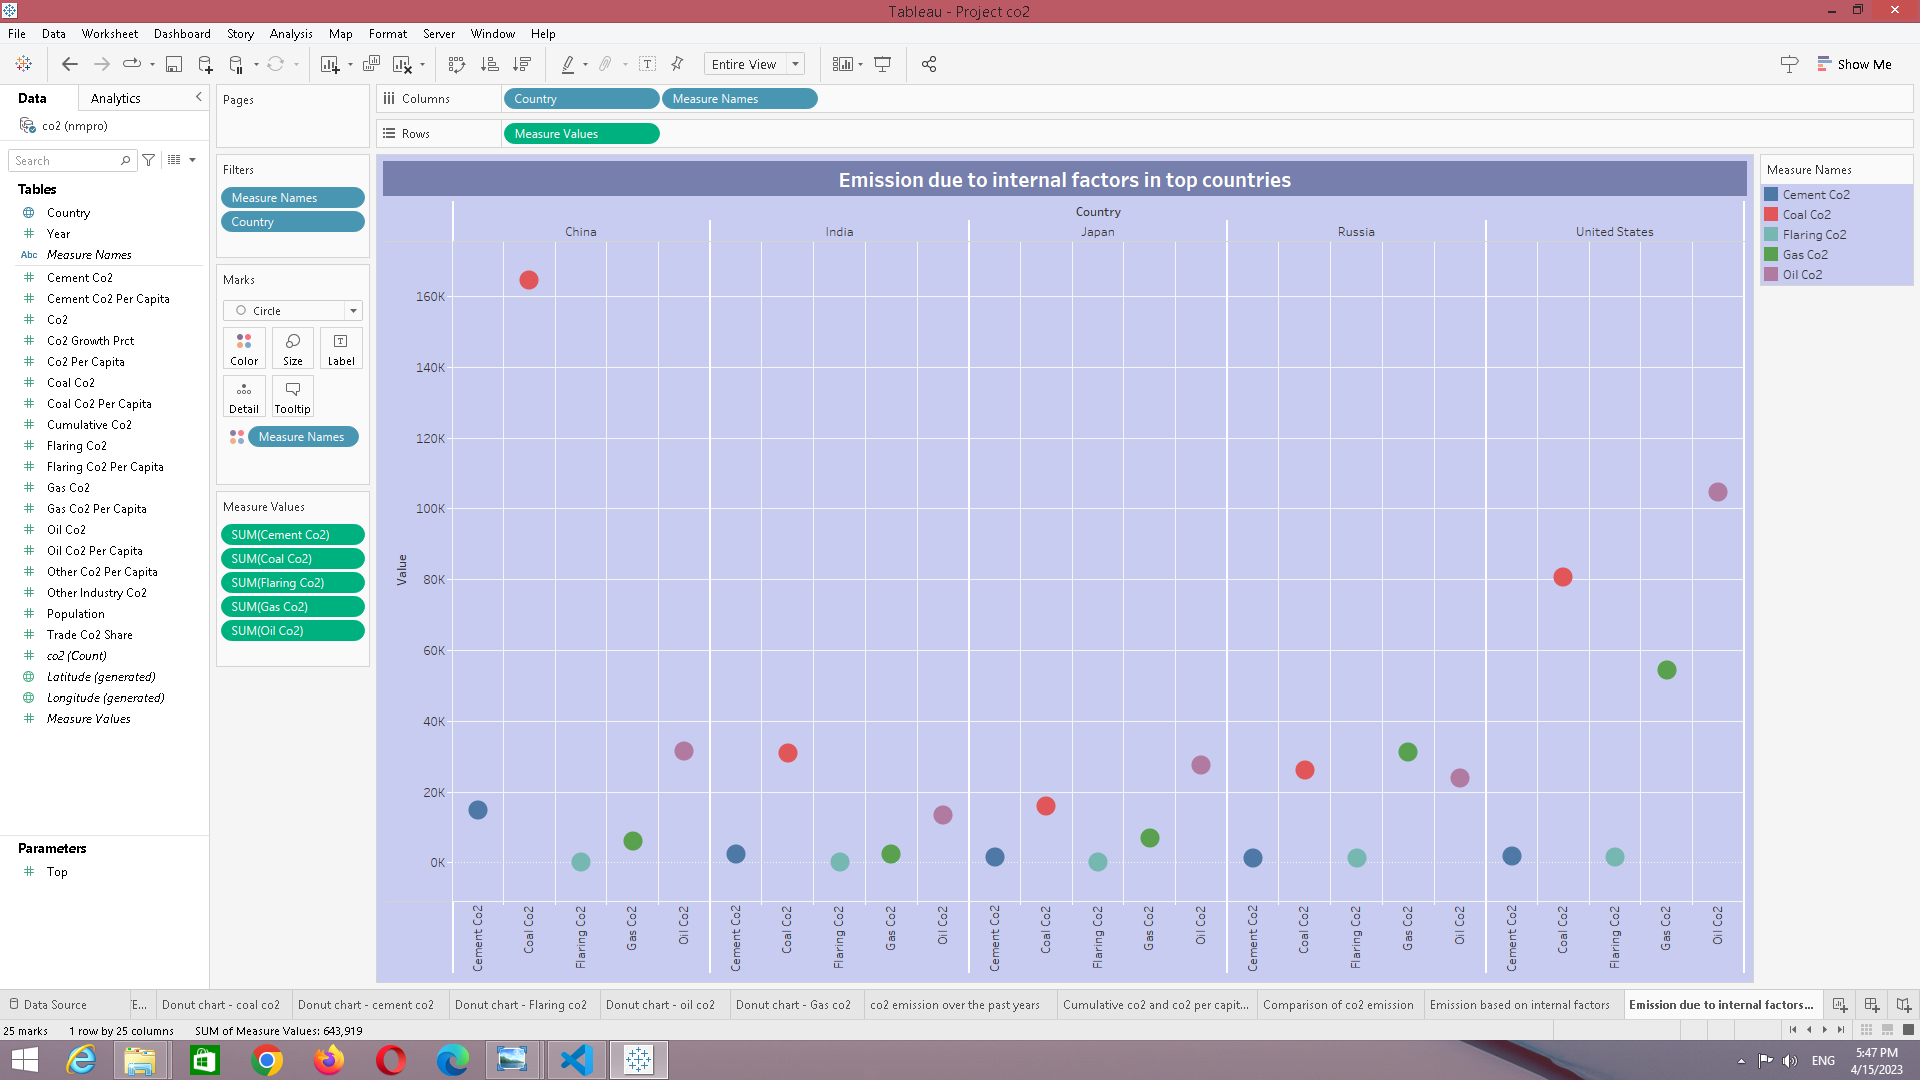 Tableau - Project co2
File Data Worksheet Dashboard Story Analysis Map Format Server Window Help
Entire View
Show Me
Data Analytics
co2 (nmpro)
Search
Tables
Country
Year
Abc Measure Names
Cement Co2
Cement Co2 Per Capita
Co2
Co2 Growth Prct
Co2 Per Capita
Coal Co2
Coal Co2 Per Capita
Cumulative Co2
Flaring Co2
Flaring Co2 Per Capita
Gas Co2
Gas Co2 Per Capita
Oil Co2
Oil Co2 Per Capita
Other Co2 Per Capita
Other Industry Co2
Population
Trade Co2 Share
co2 (Count)
Latitude (generated)
Longitude (generated)
Measure Values
Parameters
Top
Pages
Filters
Measure Names
Country
Marks
Circle
Color Size Label
Detail Tooltip
Measure Names
Measure Values
SUM(Cement Co2)
SUM(Coal Co2)
SUM(Flaring Co2)
SUM(Gas Co2)
SUM(Oil Co2)
Columns Country Measure Names
Rows Measure Values
Emission due to internal factors in top countries
Country
China India Japan Russia United States
160K
140K
120K
100K
80K
60K
40K
20K
0K
Value
Cement Co2 Coal Co2 Flaring Co2 Gas Co2 Oil Co2 Cement Co2 Coal Co2 Flaring Co2 Gas Co2 Oil Co2 Cement Co2 Coal Co2 Flaring Co2 Gas Co2 Oil Co2 Cement Co2 Coal Co2 Flaring Co2 Gas Co2 Oil Co2 Cement Co2 Coal Co2 Flaring Co2 Gas Co2 Oil Co2
Measure Names
Cement Co2
Coal Co2
Flaring Co2
Gas Co2
Oil Co2
Data Source E... Donut chart - coal co2 Donut chart - cement co2 Donut chart - Flaring co2 Donut chart - oil co2 Donut chart - Gas co2 co2 emission over the past years Cumulative co2 and co2 per capit... Comparison of co2 emission Emission based on internal factors Emission due to internal factors...
25 marks 1 row by 25 columns SUM of Measure Values: 643,919
ENG
5:47 PM
4/15/2023